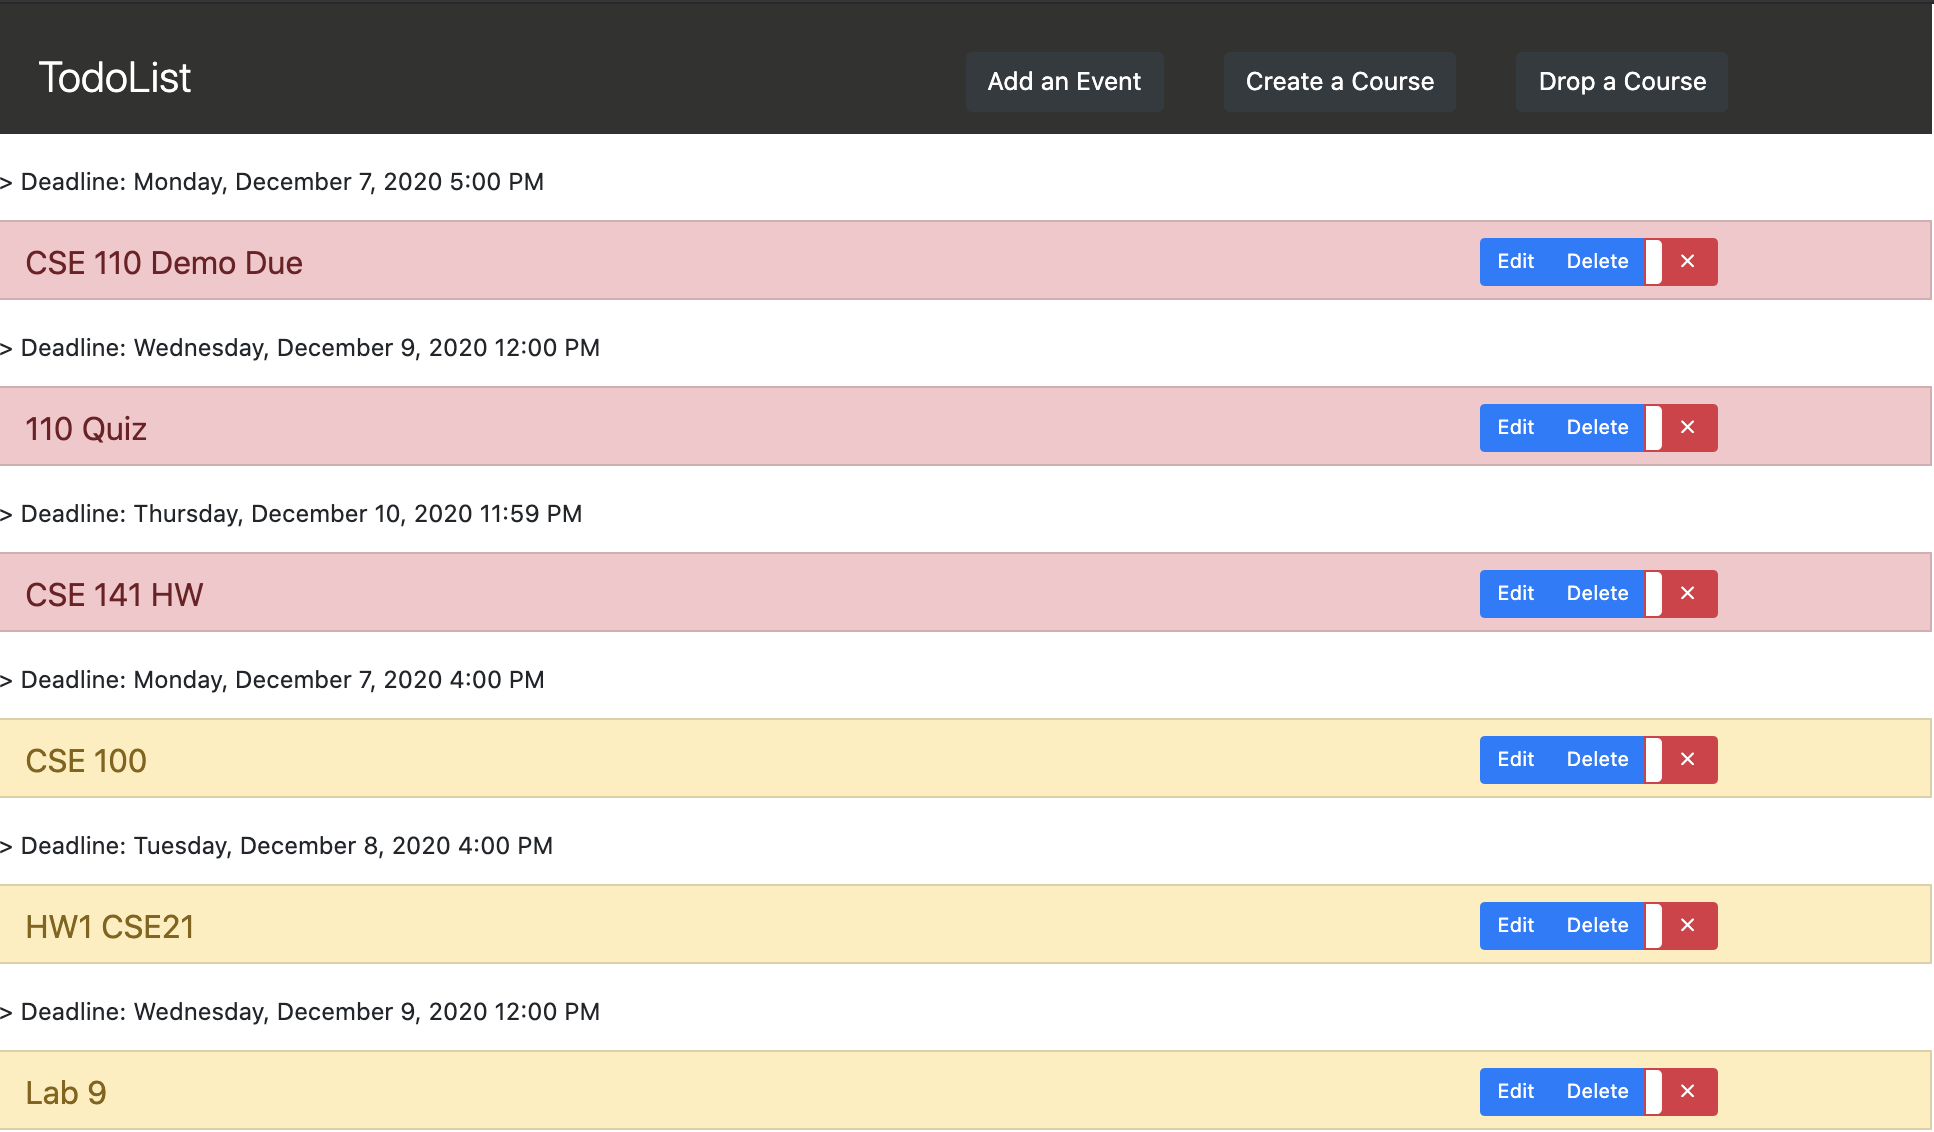 TodoList Add an Event Create a Course Drop a Course
> Deadline: Monday, December 7, 2020 5:00 PM
CSE 110 Demo Due Edit Delete ×
> Deadline: Wednesday, December 9, 2020 12:00 PM
110 Quiz Edit Delete ×
> Deadline: Thursday, December 10, 2020 11:59 PM
CSE 141 HW Edit Delete ×
> Deadline: Monday, December 7, 2020 4:00 PM
CSE 100 Edit Delete ×
> Deadline: Tuesday, December 8, 2020 4:00 PM
HW1 CSE21 Edit Delete ×
> Deadline: Wednesday, December 9, 2020 12:00 PM
Lab 9 Edit Delete ×